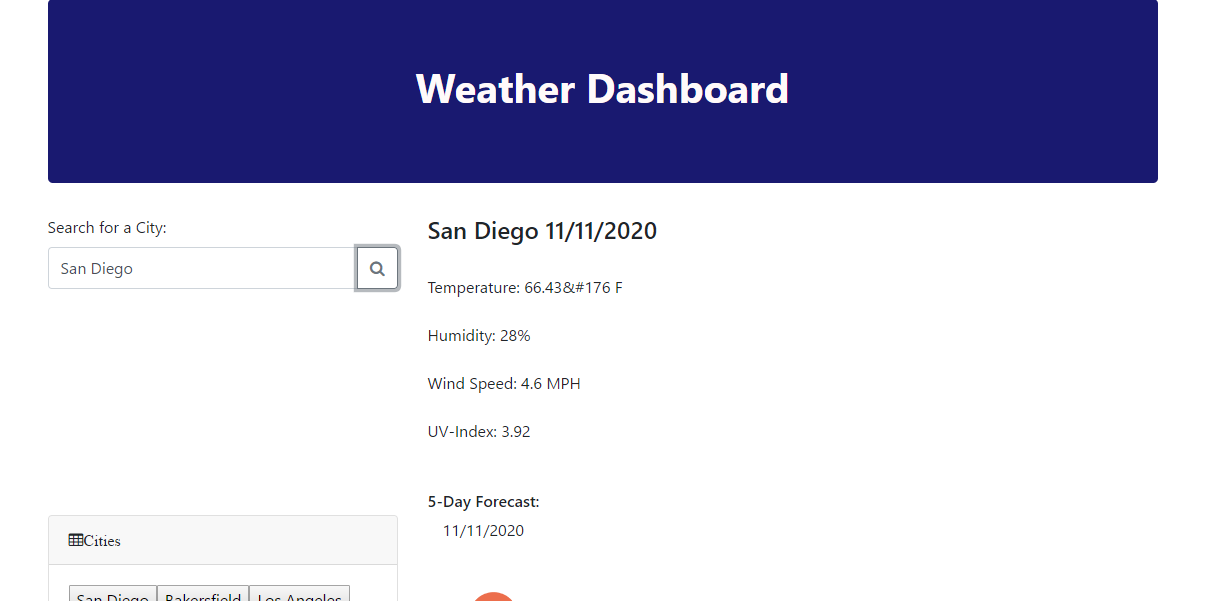 Weather Dashboard
Search for a City:
San Diego
San Diego 11/11/2020
Temperature: 66.43&#176 F
Humidity: 28%
Wind Speed: 4.6 MPH
UV-Index: 3.92
5-Day Forecast:
11/11/2020
Cities
San Diego Bakersfield Los Angeles